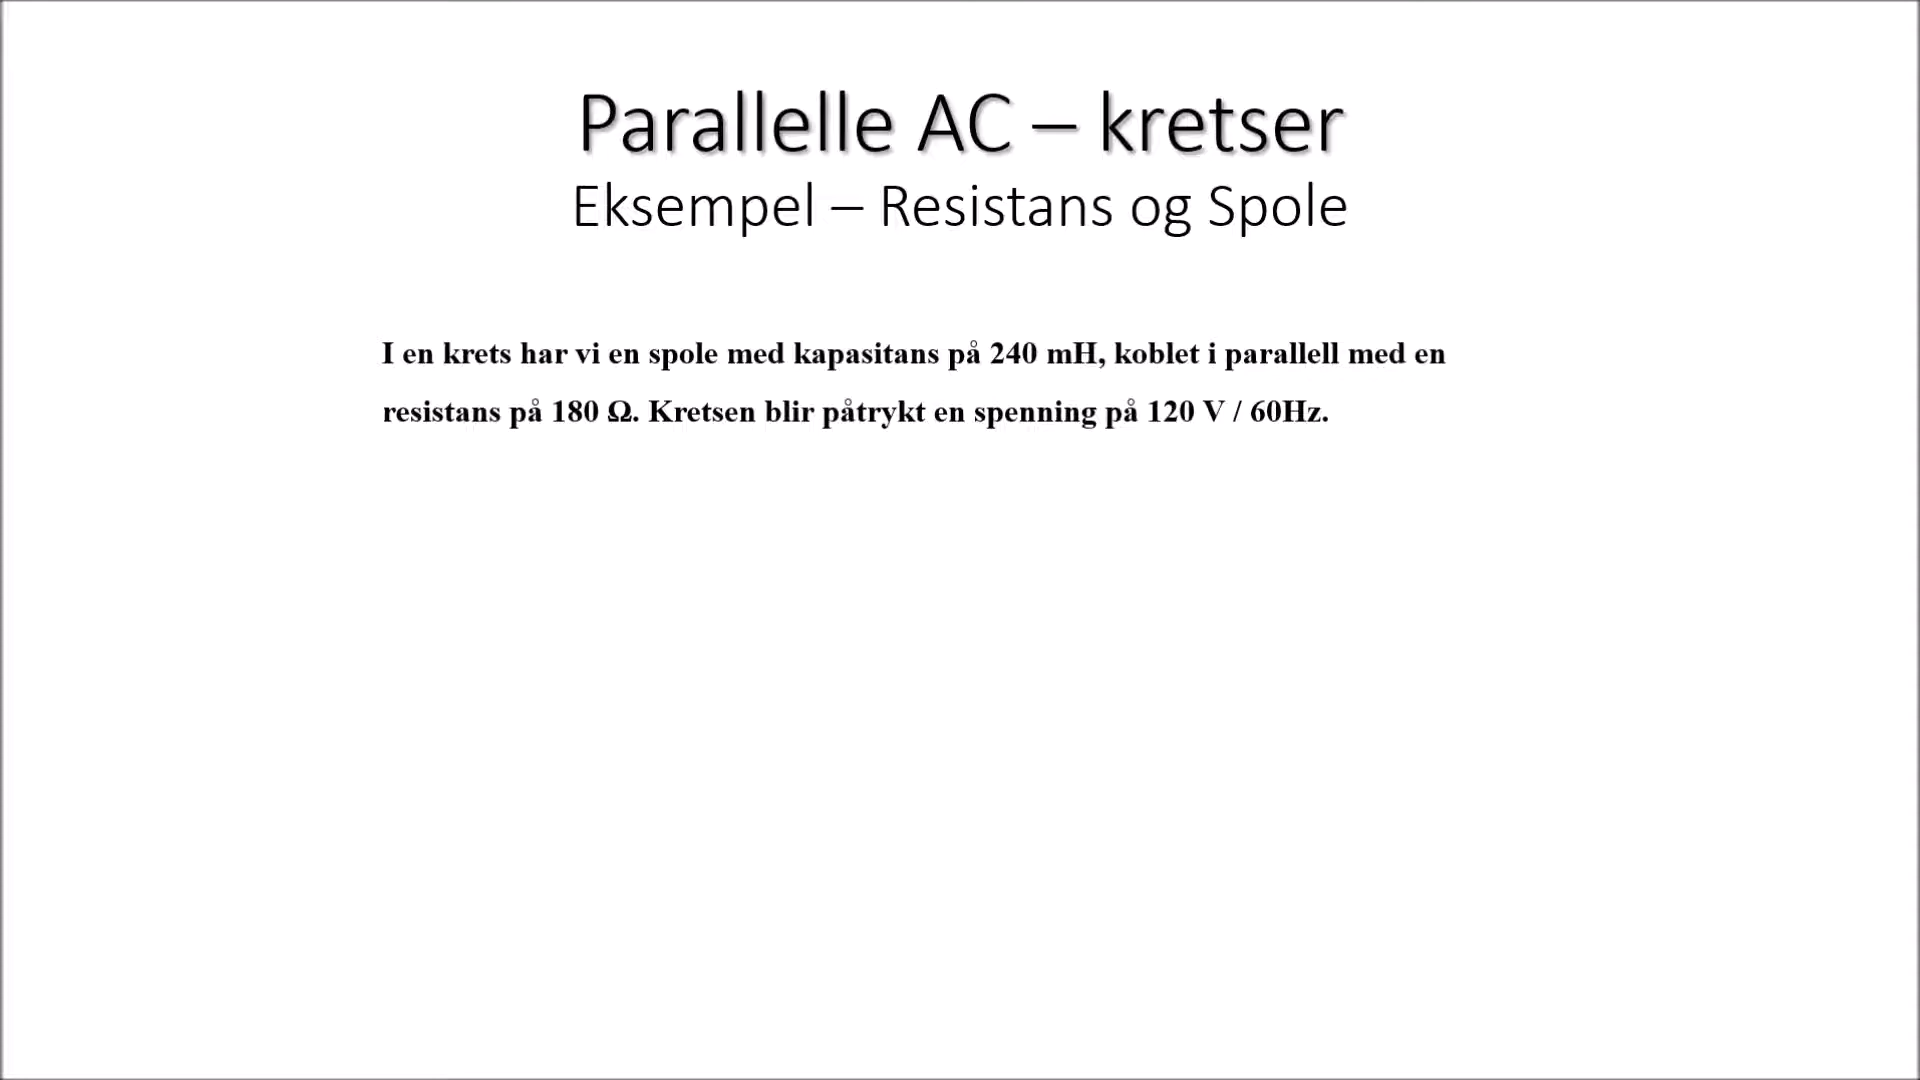 Parallelle AC – kretser
Eksempel – Resistans og Spole
I en krets har vi en spole med kapasitans på 240 mH, koblet i parallell med en
resistans på 180 Ω. Kretsen blir påtrykt en spenning på 120 V / 60Hz.